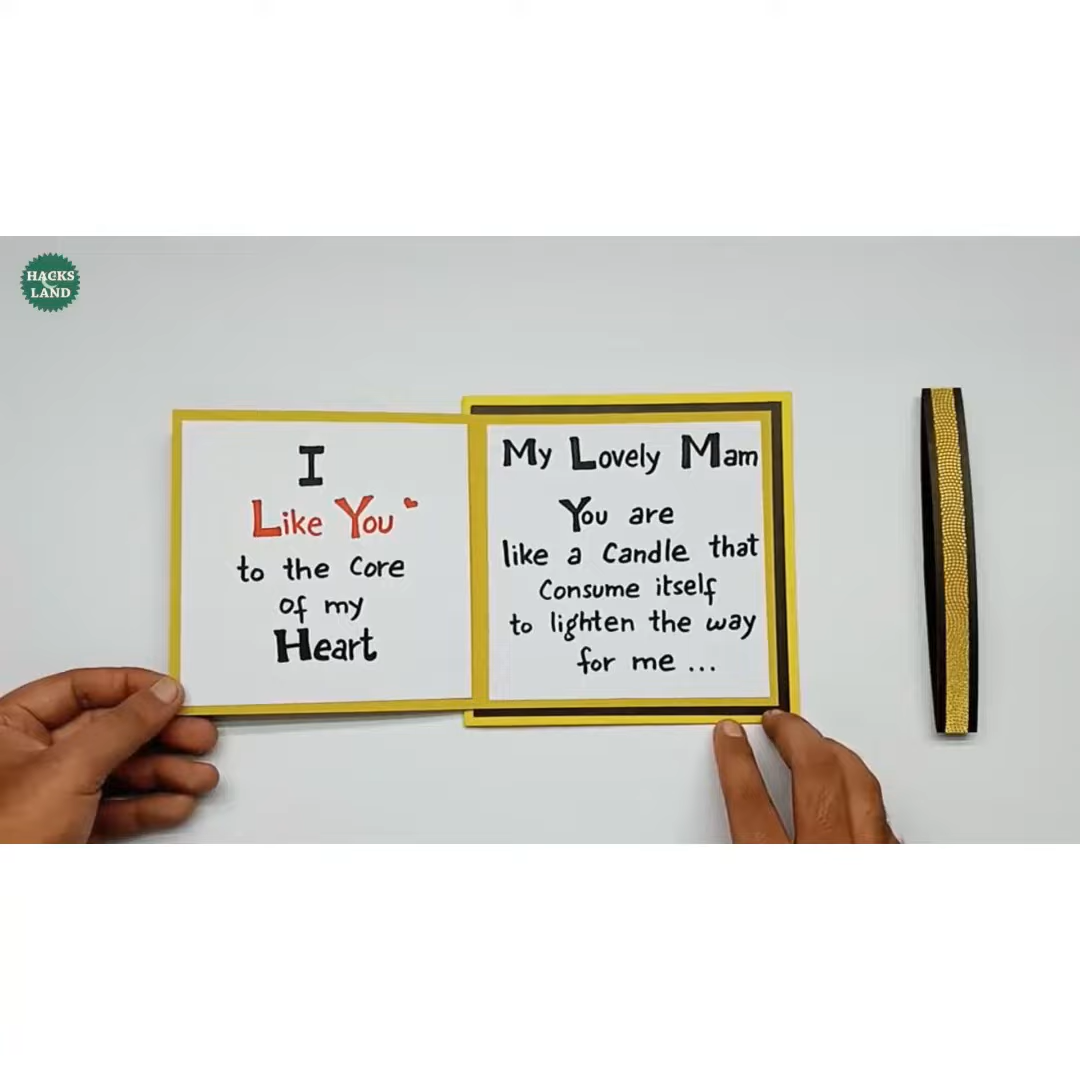 HACKS
LAND
I
Like You
to the core
of my
Heart
My Lovely Mam
You are
like a Candle that
Consume itself
to lighten the way
for me ...